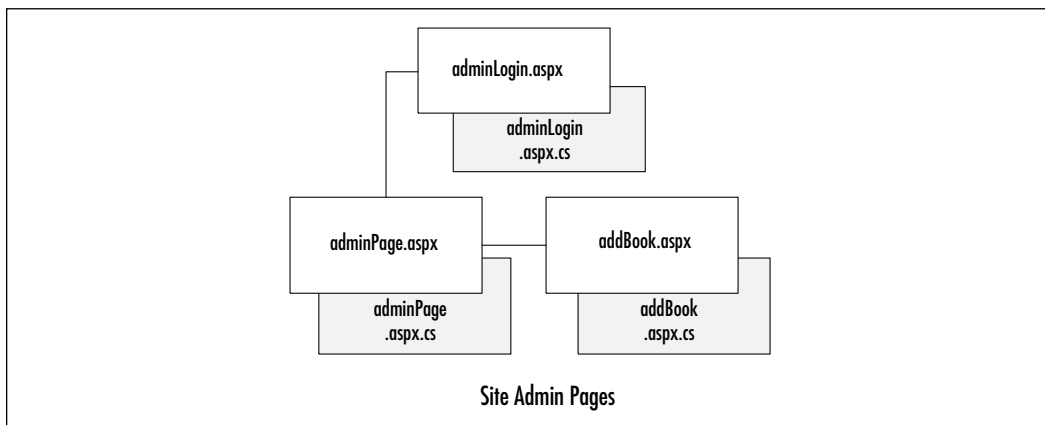 adminLogin.aspx
adminLogin
.aspx.cs
adminPage.aspx
adminPage
.aspx.cs
addBook.aspx
addBook
.aspx.cs
Site Admin Pages